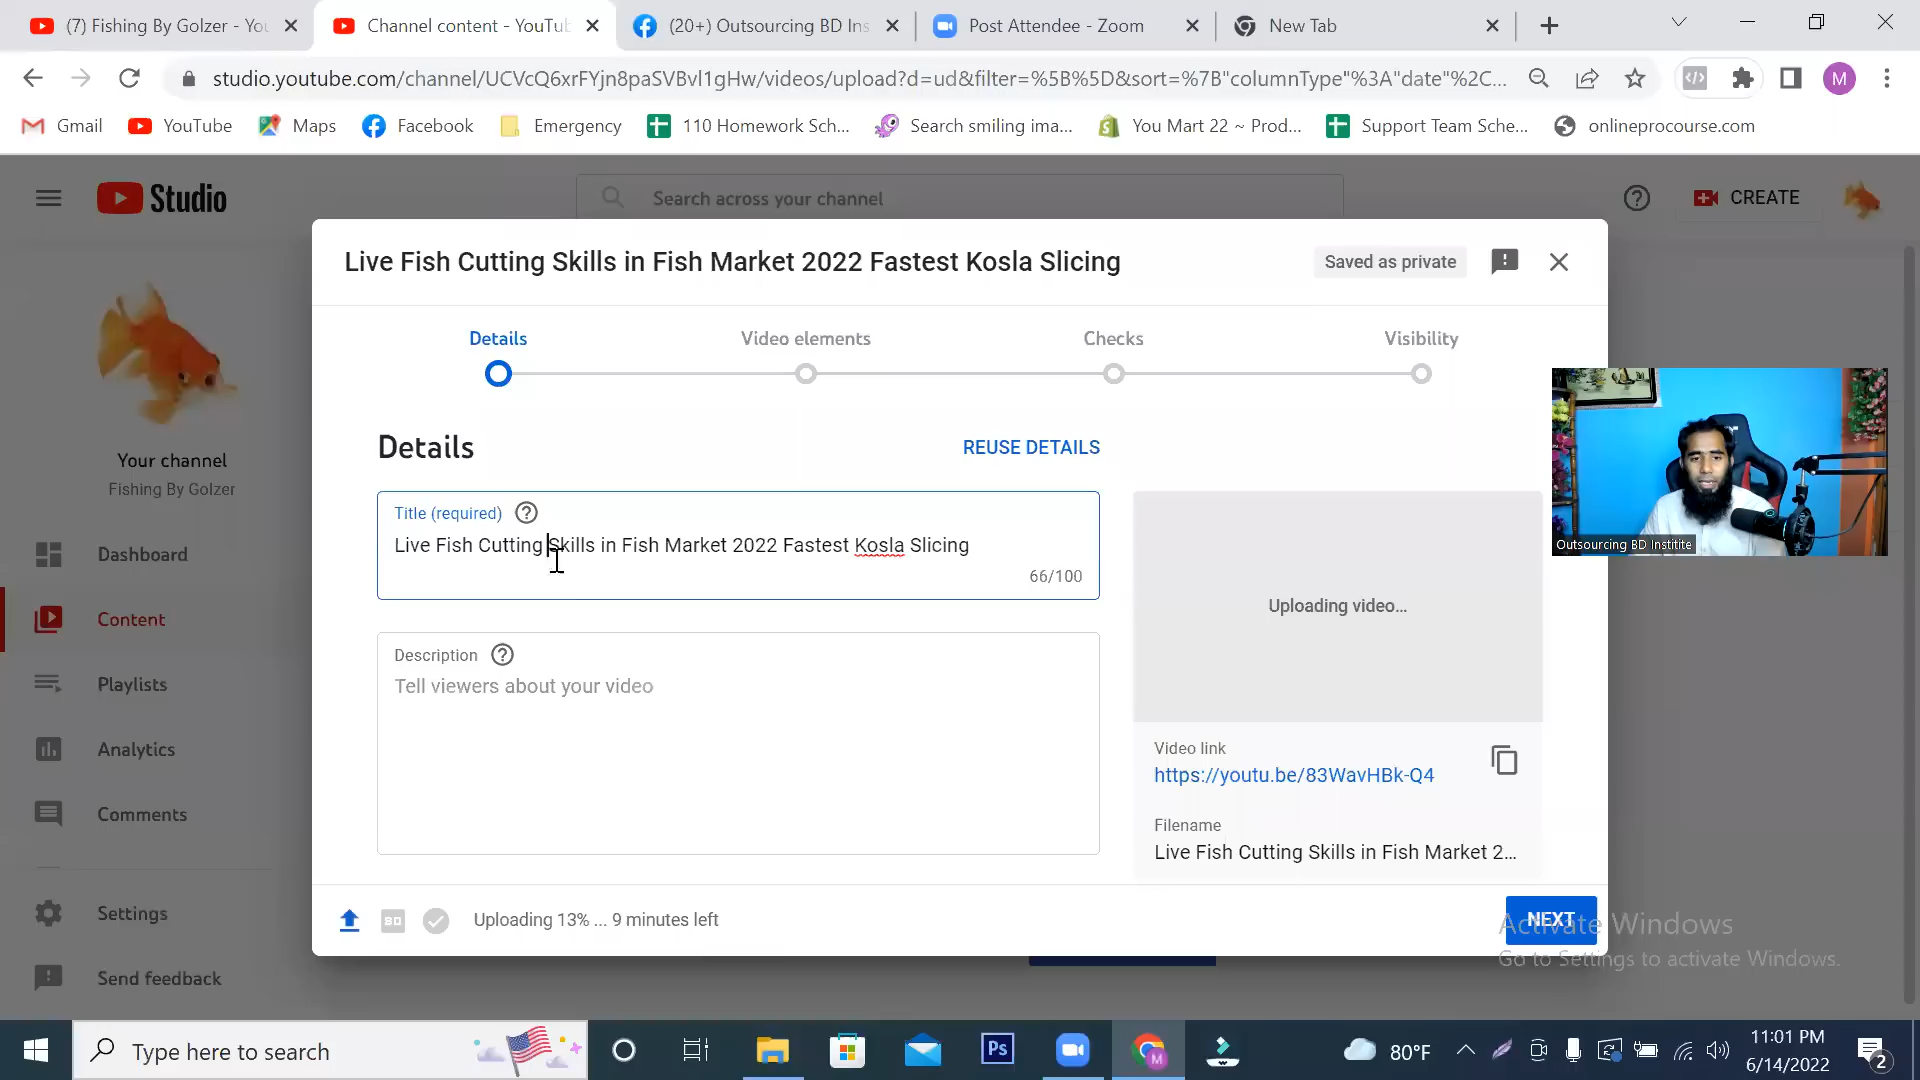 (7) Fishing By Golzer - You
Channel content - YouTub
(20+) Outsourcing BD Ins
Post Attendee - Zoom
New Tab
studio.youtube.com/channel/UCVcQ6xrFYjn8paSVBvl1gHw/videos/upload?d=ud&filter=%5B%5D&sort=%7B"columnType"%3A"date"%2C...
M
Gmail
YouTube
Maps
Facebook
Emergency
110 Homework Sch...
Search smiling ima...
You Mart 22 ~ Prod...
Support Team Sche...
onlineprocourse.com
Studio
Search across your channel
CREATE
Live Fish Cutting Skills in Fish Market 2022 Fastest Kosla Slicing
Saved as private
Details
Video elements
Checks
Visibility
Your channel
Fishing By Golzer
Dashboard
Content
Playlists
Analytics
Comments
Settings
Send feedback
Details
REUSE DETAILS
Title (required)
Live Fish Cutting Skills in Fish Market 2022 Fastest Kosla Slicing
66/100
Description
Tell viewers about your video
Uploading video...
Video link
https://youtu.be/83WavHBk-Q4
Filename
Live Fish Cutting Skills in Fish Market 2...
Outsourcing BD Institite
SD
Uploading 13% ... 9 minutes left
NEXT
Activate Windows
Go to Settings to activate Windows.
Type here to search
Ps
M
80°F
11:01 PM
6/14/2022
2